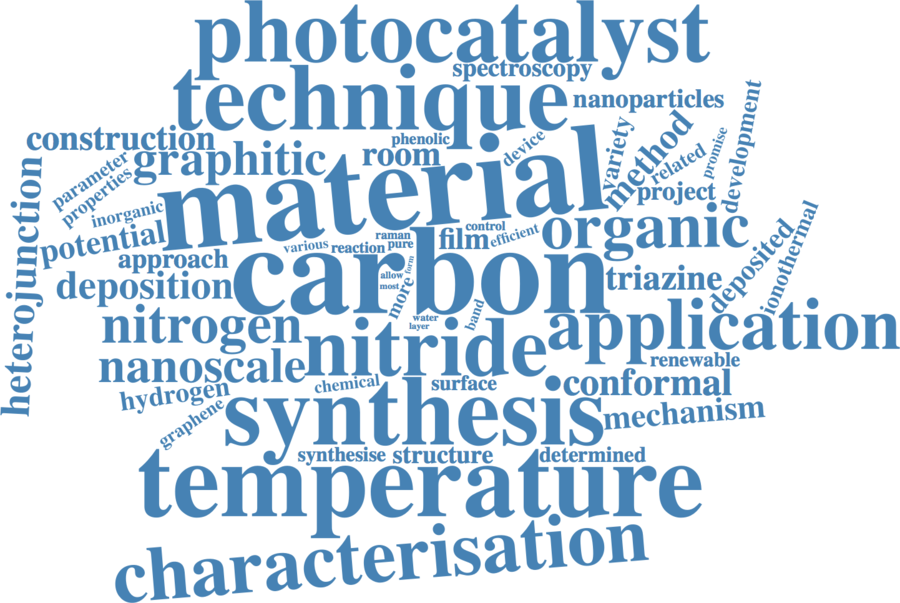 photocatalyst
spectroscopy
technique
nanoparticles
development
construction
phenolic
device
variety
method
promise
graphitic
room
related
parameter
properties
material
project
heterojunction
inorganic
potential
raman
control
film
efficient
organic
various
reaction
pure
approach
carbon
form
allow
most
more
triazine
deposited
ionothermal
deposition
nitrogen
water
layer
band
application
nitride
nanoscale
renewable
hydrogen
chemical
surface
conformal
graphene
synthesis
mechanism
synthesise
structure
determined
temperature
characterisation